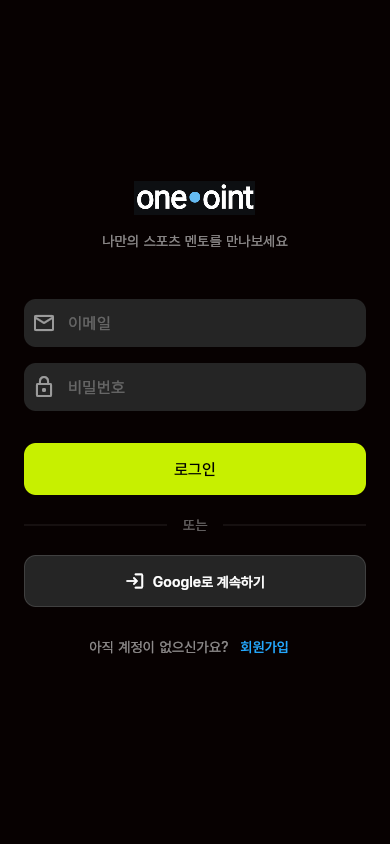 one•oint
나만의 스포츠 멘토를 만나보세요
이메일
비밀번호
로그인
또는
Google로 계속하기
아직 계정이 없으신가요? 회원가입